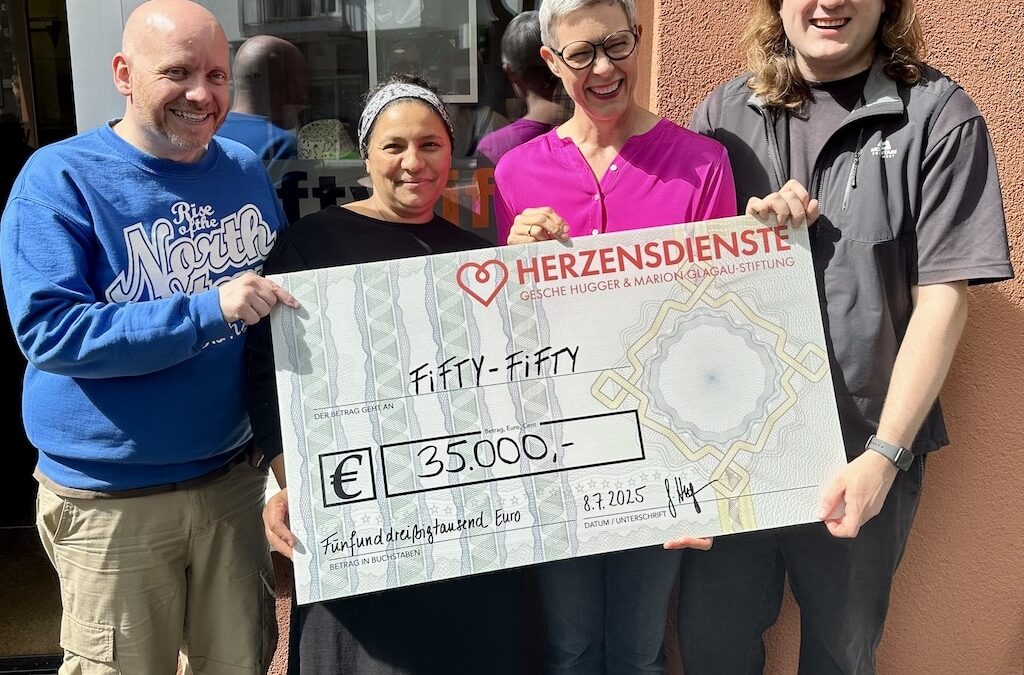 Rise
of the
North
HERZENSDIENSTE
GESCHE HUGGER & MARION GLAGAU-STIFTUNG
FiFTY-FiFTY
DER BETRAG GEHT AN
Betrag, Euro, Cent
€ 35.000,-
Fünfunddreißigtausend Euro
BETRAG IN BUCHSTABEN
8.7.2025
DATUM / UNTERSCHRIFT